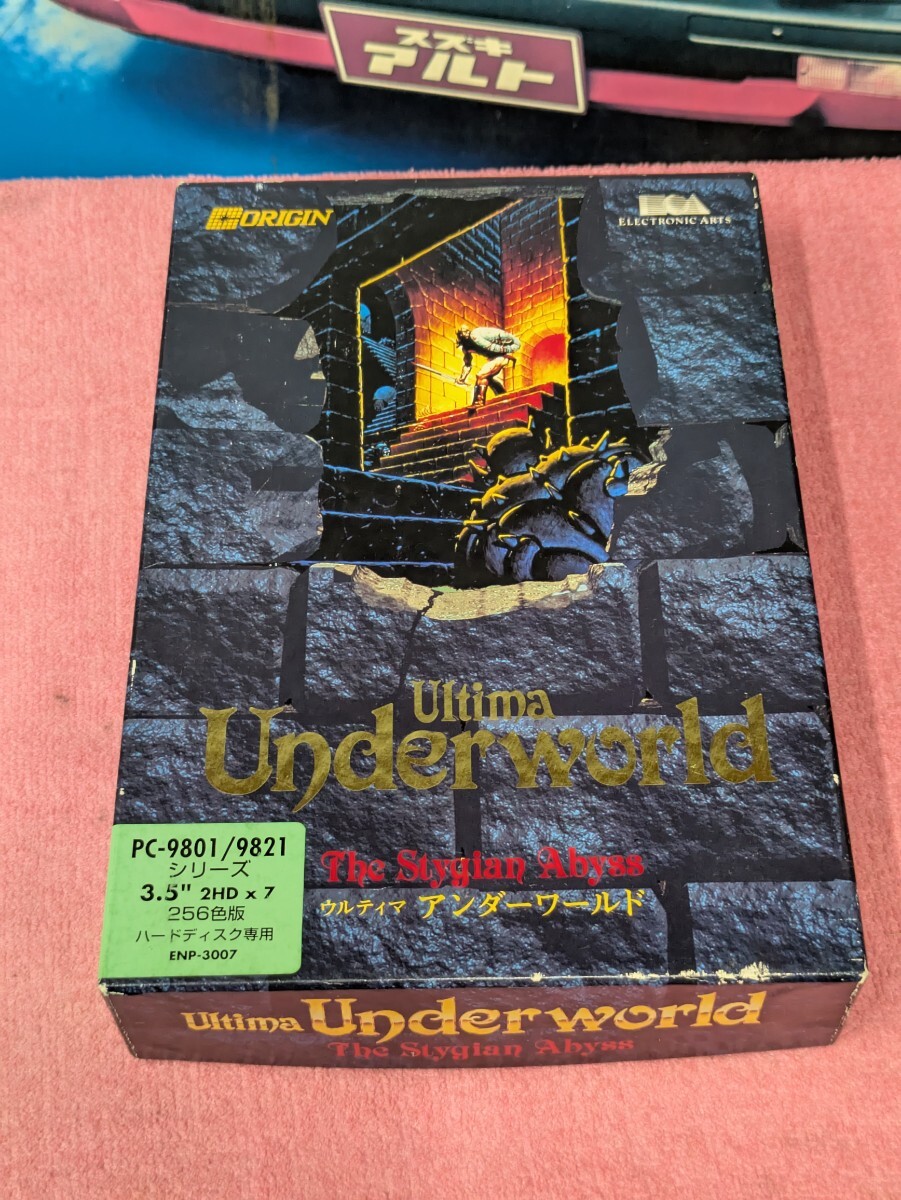 スズキ
アルト
ORIGIN
ELECTRONIC ARTS
Ultima
Underworld
The Stygian Abyss
ウルティマ アンダーワールド
PC-9801/9821
シリーズ
3.5" 2HD x 7
256色版
ハードディスク専用
ENP-3007
Ultima Underworld
The Stygian Abyss